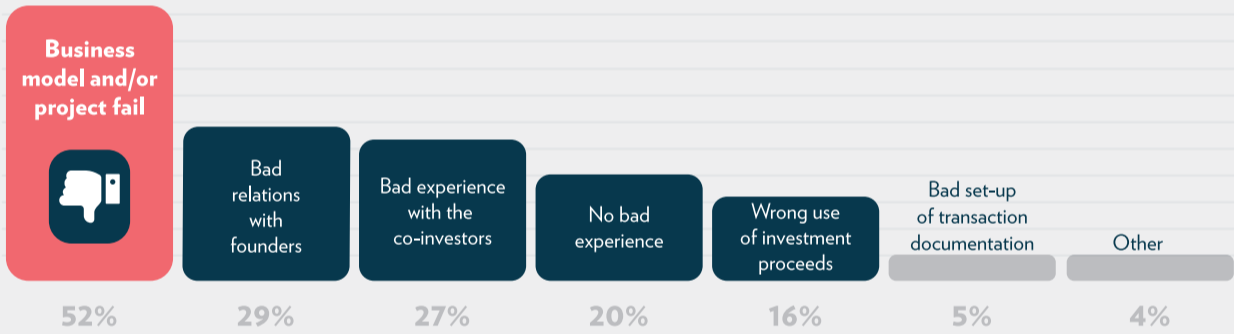 Business
model and/or
project fail
Bad
relations
with
founders
Bad experience
with the
co-investors
No bad
experience
Wrong use
of investment
proceeds
Bad set-up
of transaction
documentation
Other
52%
29%
27%
20%
16%
5%
4%